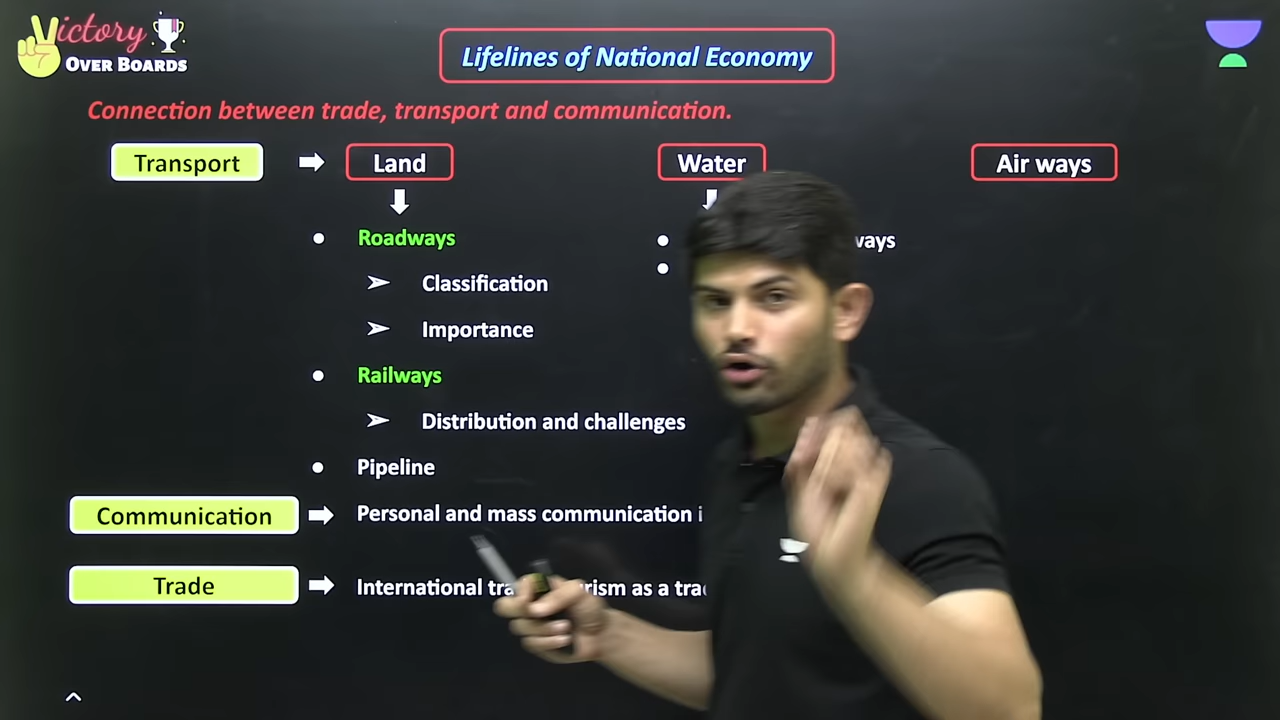 Victory
OVER BOARDS
Lifelines of National Economy
Connection between trade, transport and communication.
Transport
Land
Water
Air ways
Roadways
Classification
Importance
Railways
Distribution and challenges
Pipeline
Communication
Personal and mass communication
Trade
International as a